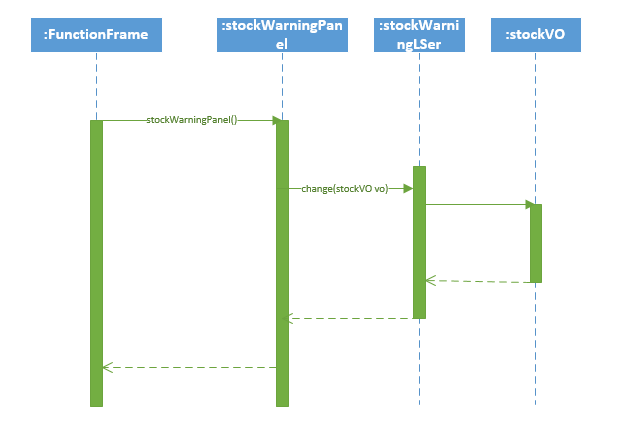 :FunctionFrame
:stockWarningPan
el
:stockWarni
ngLSer
:stockVO
stockWarningPanel()
change(stockVO vo)